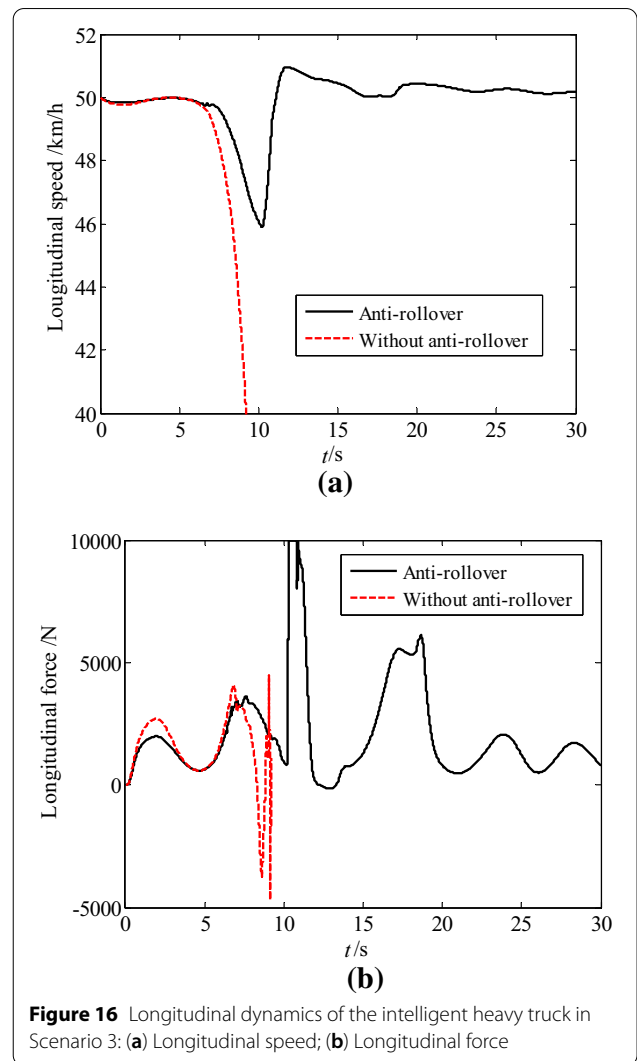 52
50
48
46
44
42
40
Lougitudinal speed /km/h
Anti-rollover
Without anti-rollover
0
5
10
15
20
25
30
t/s
(a)
10000
5000
0
-5000
Longitudinal force /N
Anti-rollover
Without anti-rollover
0
5
10
15
20
25
30
t/s
(b)
Figure 16 Longitudinal dynamics of the intelligent heavy truck in
Scenario 3: (a) Longitudinal speed; (b) Longitudinal force